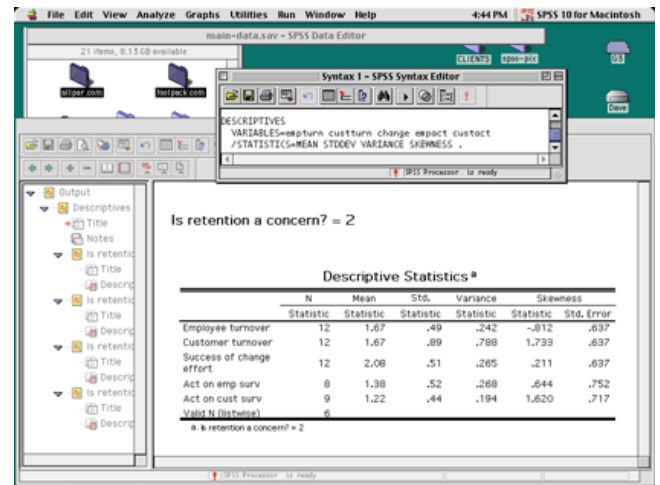 File Edit View Analyze Graphs Utilities Run Window Help 4:44 PM SPSS 10 for Macintosh
main-data.sav - SPSS Data Editor
21 items, 8.13 GB available
CLIENTS spss-pix G3
allpar.com toolpack.com
Dave
Syntax 1 - SPSS Syntax Editor
DESCRIPTIVES
VARIABLES=empturn custturn change empact custact
/STATISTICS=MEAN STDDEV VARIANCE SKEWNESS .
SPSS Processor is ready
Output
Descriptives
Title
Notes
Is retentic
Title
Descrip
Is retentic
Title
Descrip
Is retentic
Title
Descrip
Is retentic
Title
Descrip
Is retention a concern? = 2
Descriptive Statistics a
N Mean Std. Variance Skewness
Statistic Statistic Statistic Statistic Statistic Std. Error
Employee turnover 12 1.67 .49 .242 -.812 .637
Customer turnover 12 1.67 .89 .788 1.733 .637
Success of change
effort 12 2.08 .51 .265 .211 .637
Act on emp surv 8 1.38 .52 .268 .644 .752
Act on cust surv 9 1.22 .44 .194 1.620 .717
Valid N (listwise) 6
a. Is retention a concern? = 2
SPSS Processor is ready